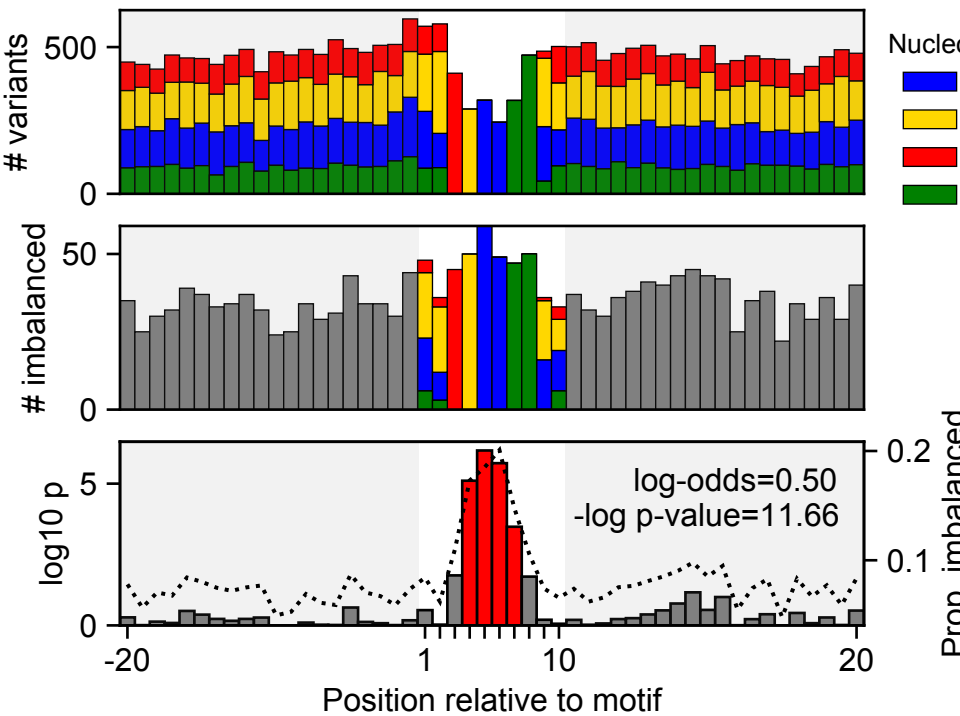 # variants
500
0
# imbalanced
50
0
log10 p
5
0
log-odds=0.50
-log p-value=11.66
0.2
0.1
Prop. imbalanced
-20
1
10
20
Position relative to motif